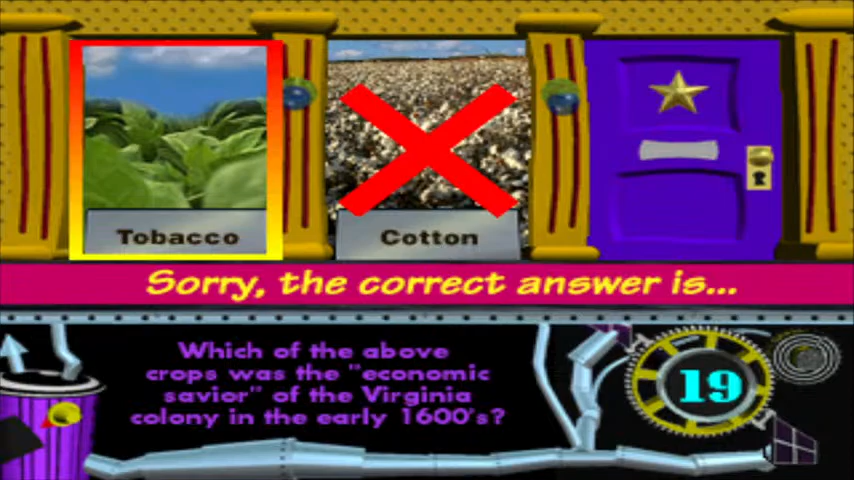 Tobacco
Cotton
Sorry, the correct answer is...
Which of the above
crops was the "economic
savior" of the Virginia
colony in the early 1600's?
19